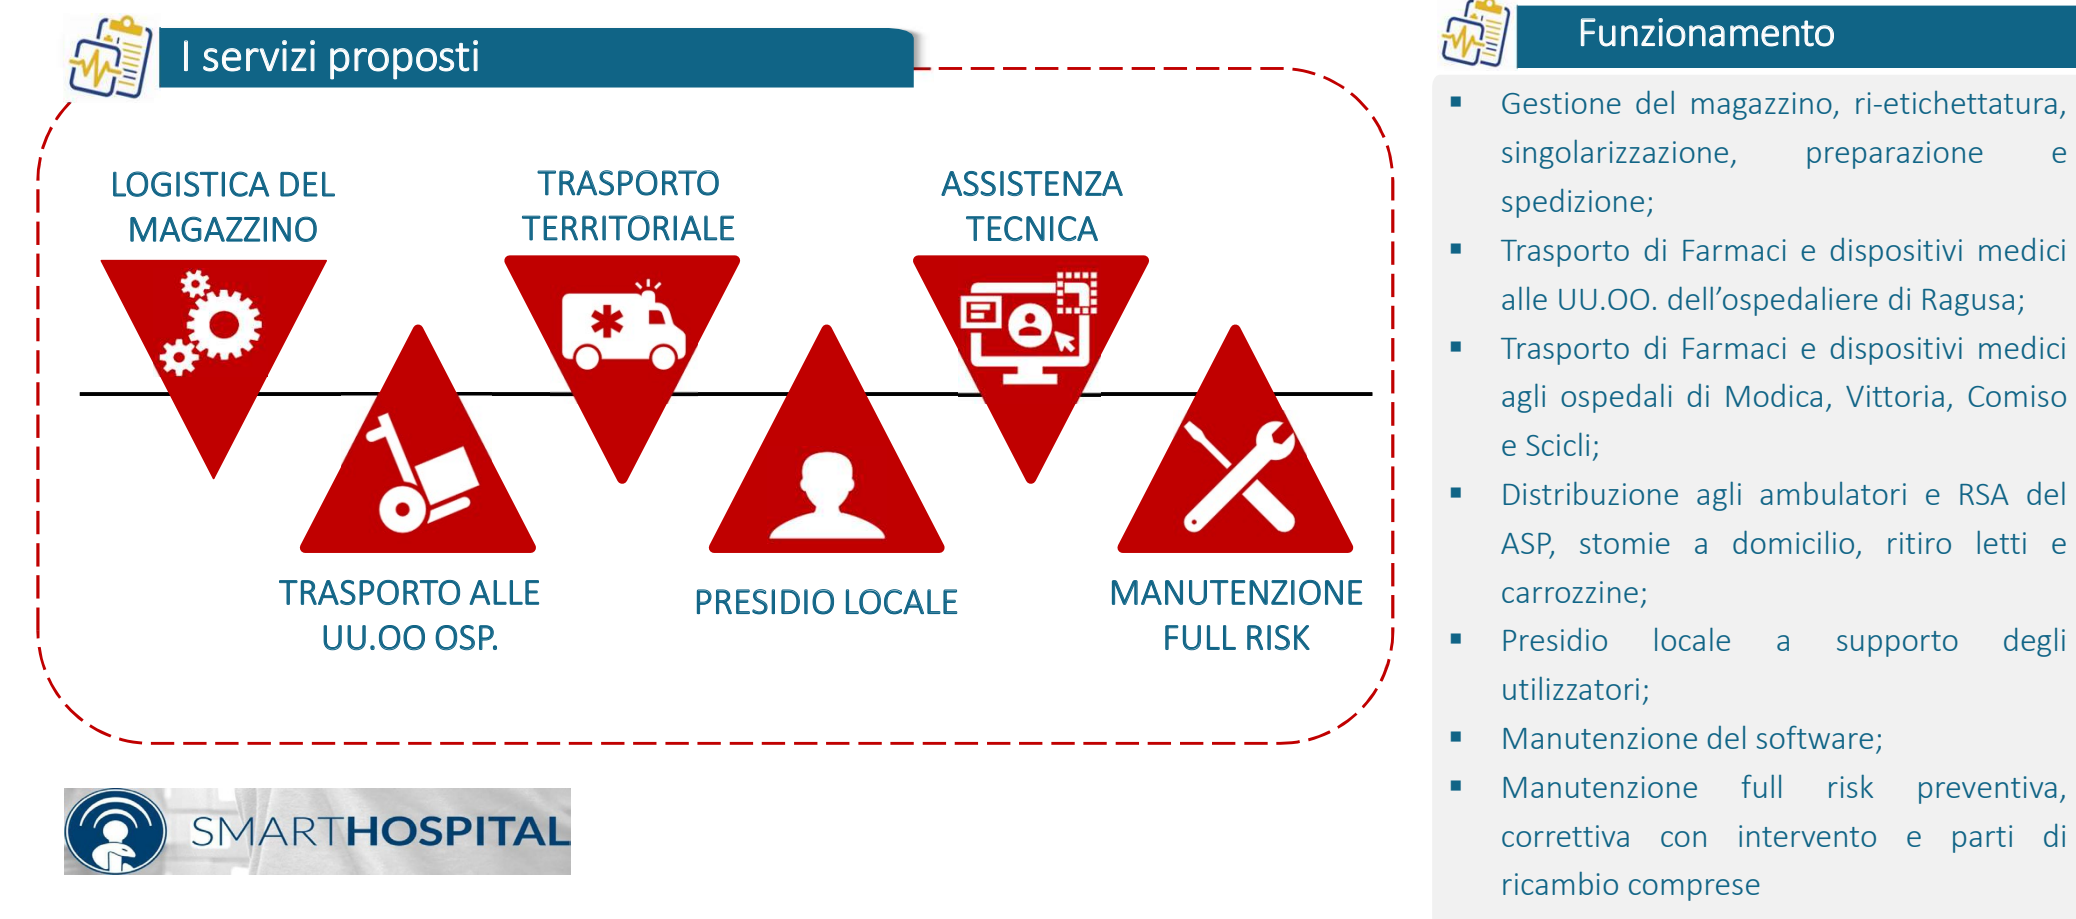 I servizi proposti
LOGISTICA DEL
MAGAZZINO
TRASPORTO
TERRITORIALE
ASSISTENZA
TECNICA
TRASPORTO ALLE
UU.OO OSP.
PRESIDIO LOCALE
MANUTENZIONE
FULL RISK
SMARTHOSPITAL
Funzionamento
▪ Gestione del magazzino, ri-etichettatura,
singolarizzazione, preparazione e
spedizione;
▪ Trasporto di Farmaci e dispositivi medici
alle UU.OO. dell’ospedaliere di Ragusa;
▪ Trasporto di Farmaci e dispositivi medici
agli ospedali di Modica, Vittoria, Comiso
e Scicli;
▪ Distribuzione agli ambulatori e RSA del
ASP, stomie a domicilio, ritiro letti e
carrozzine;
▪ Presidio locale a supporto degli
utilizzatori;
▪ Manutenzione del software;
▪ Manutenzione full risk preventiva,
correttiva con intervento e parti di
ricambio comprese